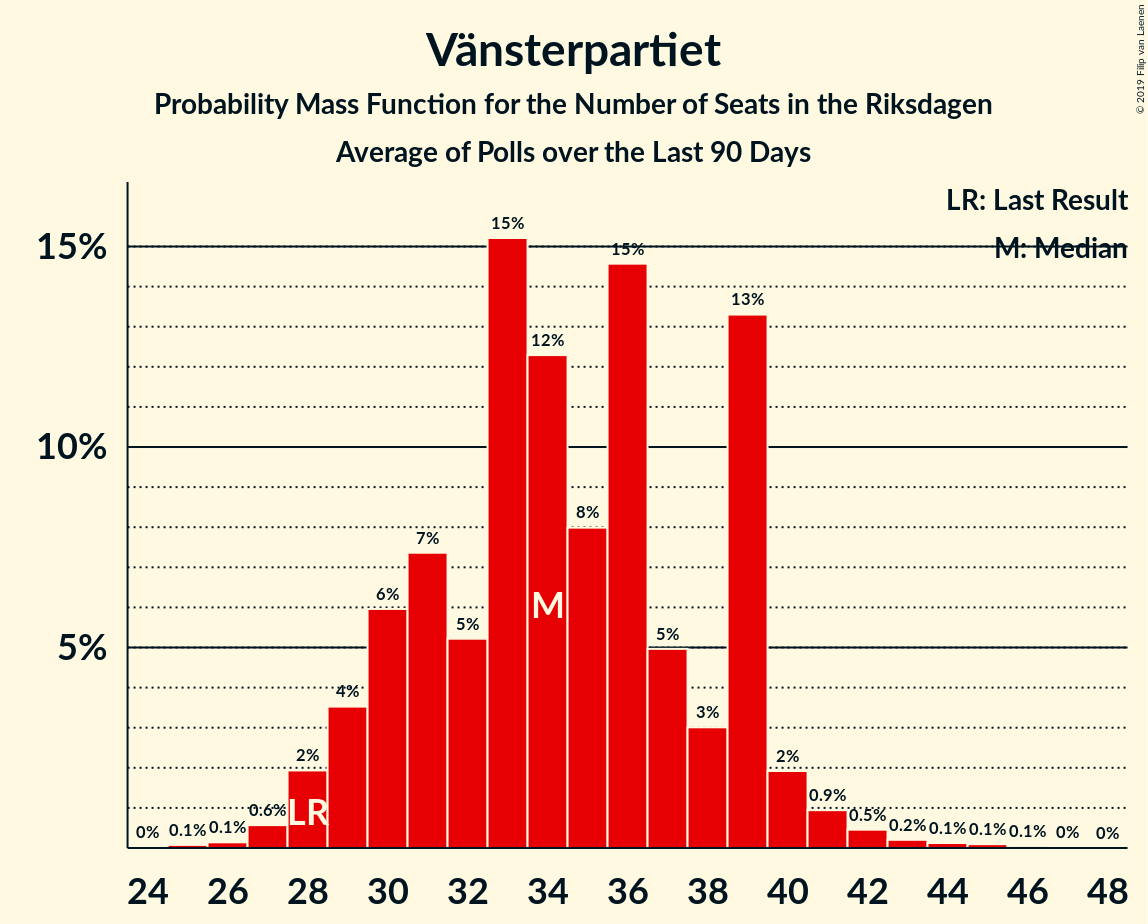 Vänsterpartiet
Probability Mass Function for the Number of Seats in the Riksdagen
Average of Polls over the Last 90 Days
© 2019 Filip van Laenen
LR: Last Result
M: Median
15%
10%
5%
0% 0.1% 0.1% 0.6% 2% 4% 6% 7% 5% 15% 12% 8% 15% 5% 3% 13% 2% 0.9% 0.5% 0.2% 0.1% 0.1% 0.1% 0% 0%
LR
M
24 26 28 30 32 34 36 38 40 42 44 46 48